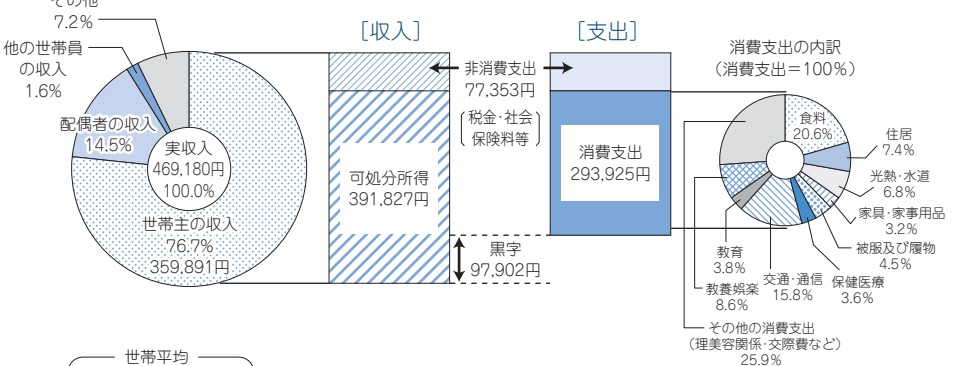 その他
7.2%
他の世帯員
の収入
1.6%
配偶者の収入
14.5%
実収入
469,180円
100.0%
世帯主の収入
76.7%
359,891円
[収入]
[支出]
非消費支出
77,353円
税金·社会
保険料等
可処分所得
391,827円
消費支出
293,925円
黒字
97,902円
消費支出の内訳
(消費支出=100%)
食料
20.6%
住居
7.4%
光熱·水道
6.8%
家具·家事用品
3.2%
被服及び履物
4.5%
保健医療
3.6%
交通·通信
15.8%
教育
3.8%
教養娯楽
8.6%
その他の消費支出
(理美容関係·交際費など)
25.9%
世帯平均